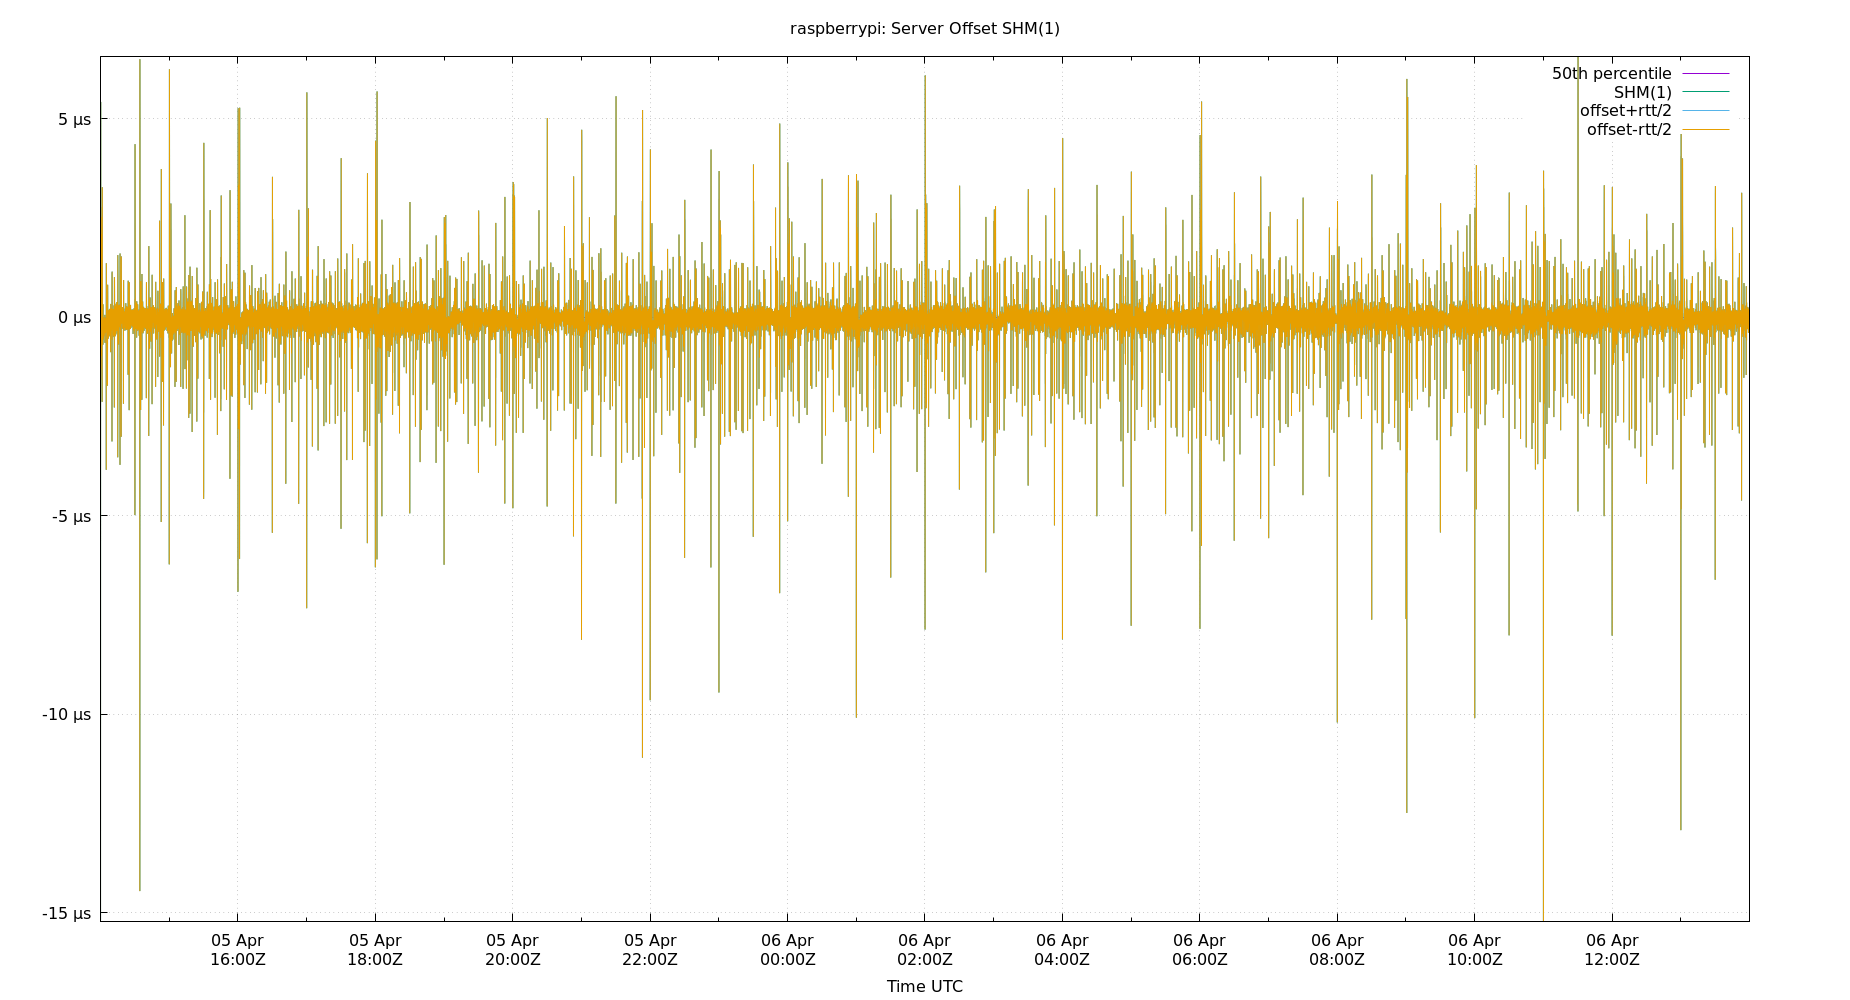 raspberrypi: Server Offset SHM(1)
50th percentile
SHM(1)
offset+rtt/2
offset-rtt/2
5 µs
0 µs
-5 µs
-10 µs
-15 µs
05 Apr 05 Apr 05 Apr 05 Apr 06 Apr 06 Apr 06 Apr 06 Apr 06 Apr 06 Apr 06 Apr
16:00Z 18:00Z 20:00Z 22:00Z 00:00Z 02:00Z 04:00Z 06:00Z 08:00Z 10:00Z 12:00Z
Time UTC